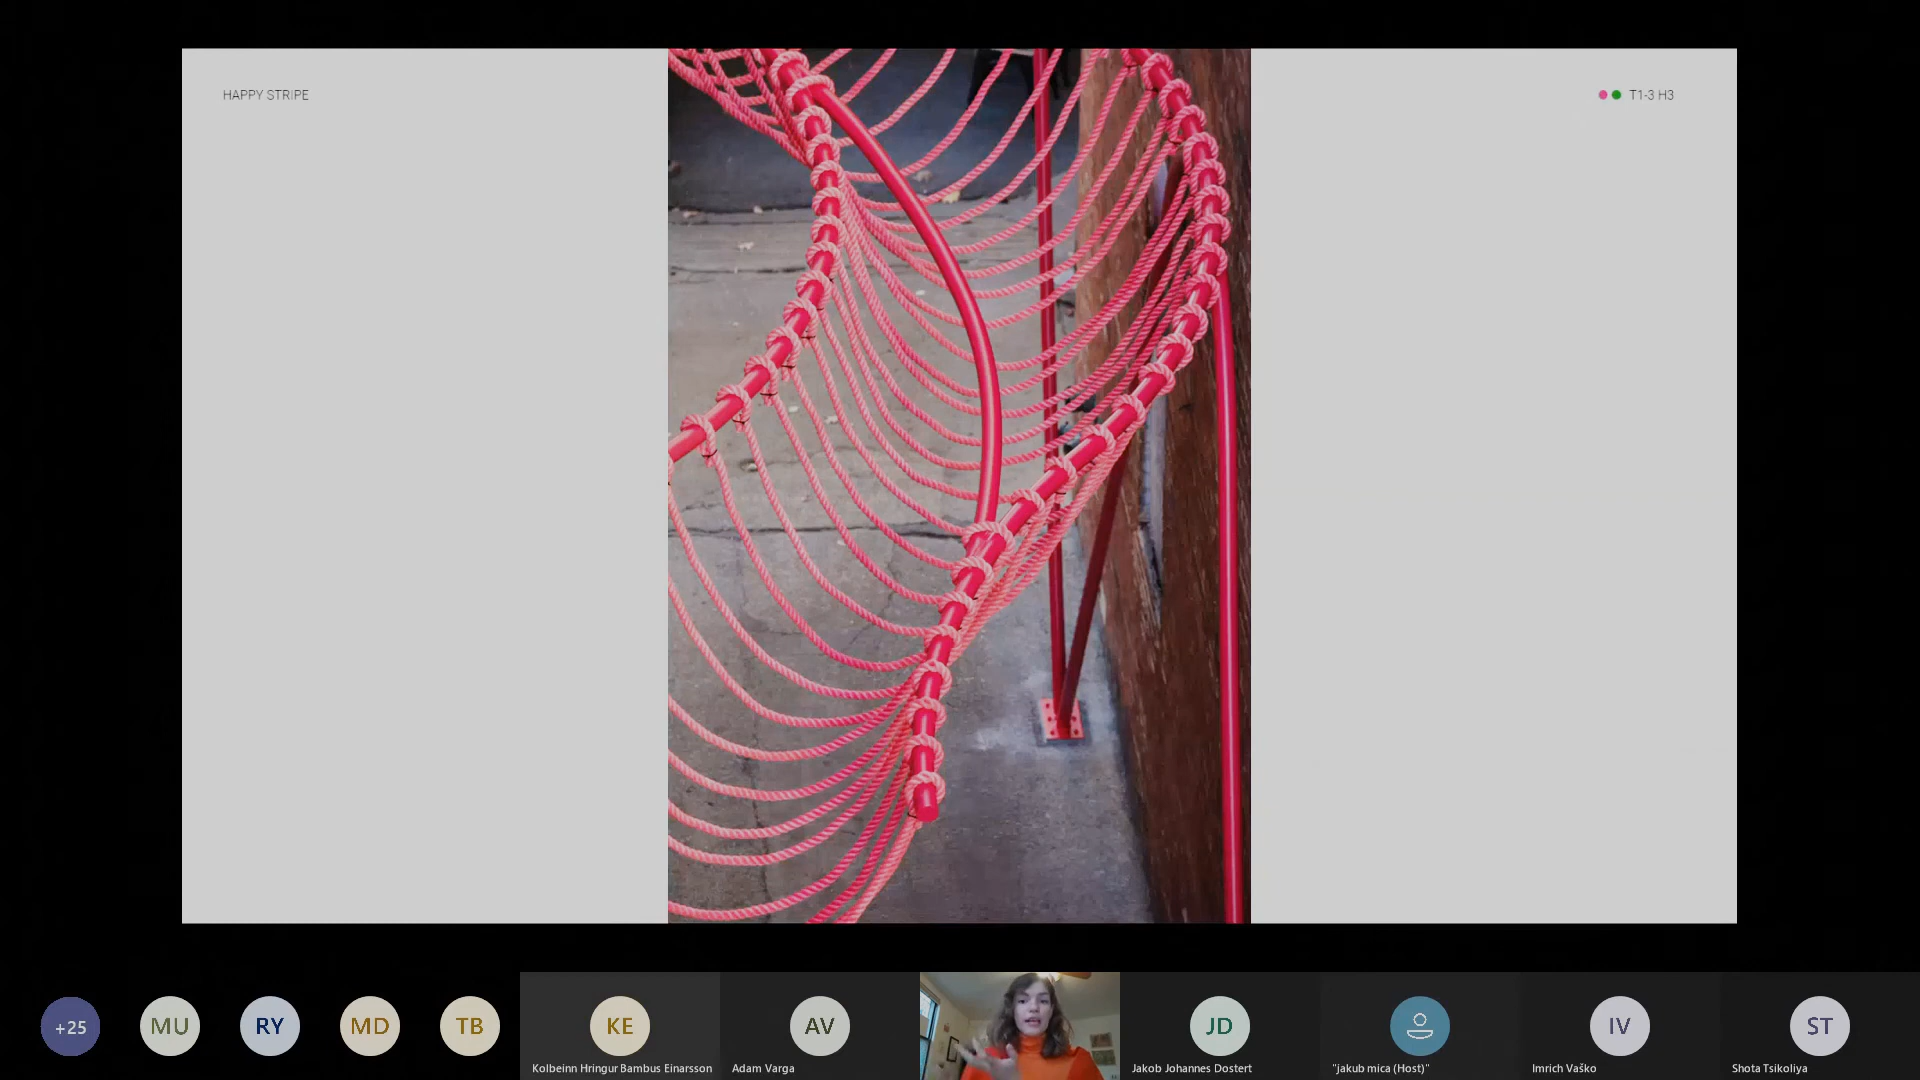 HAPPY STRIPE
T1-3 H3
+25
MU
RY
MD
TB
KE
AV
JD
IV
ST
Kolbeinn Hringur Bambus Einarsson
Adam Varga
Jakob Johannes Dostert
"jakub mica (Host)"
Imrich Vaško
Shota Tsikoliya